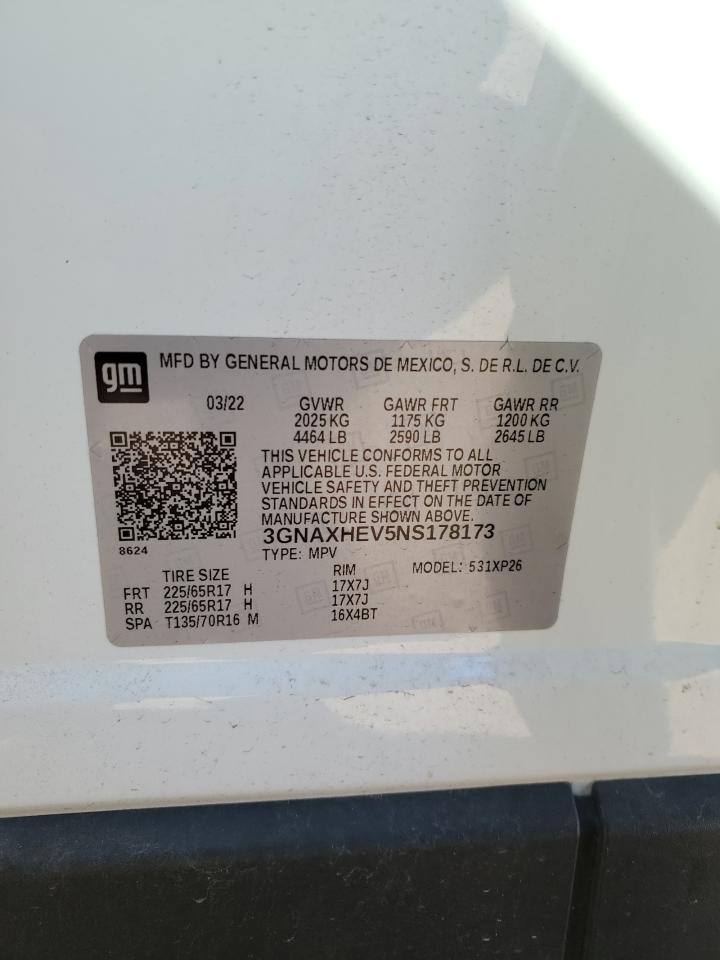 gm MFD BY GENERAL MOTORS DE MEXICO, S. DE R.L. DE C.V.
03/22 GVWR GAWR FRT GAWR RR
2025 KG 1175 KG 1200 KG
4464 LB 2590 LB 2645 LB
THIS VEHICLE CONFORMS TO ALL
APPLICABLE U.S. FEDERAL MOTOR
VEHICLE SAFETY AND THEFT PREVENTION
STANDARDS IN EFFECT ON THE DATE OF
MANUFACTURE SHOWN ABOVE.
3GNAXHEV5NS178173
8624 TYPE: MPV
TIRE SIZE RIM MODEL: 531XP26
FRT 225/65R17 H 17X7J
RR 225/65R17 H 17X7J
SPA T135/70R16 M 16X4BT